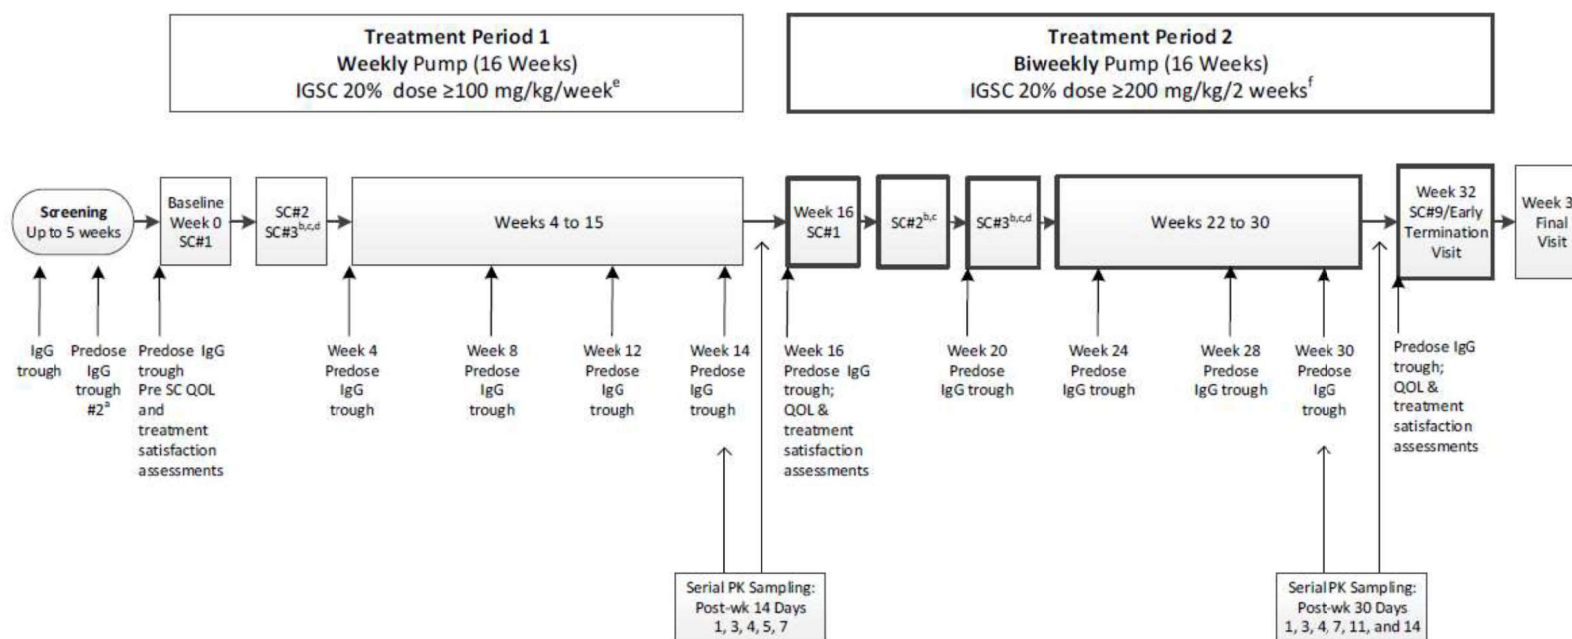 Treatment Period 1
Weekly Pump (16 Weeks)
IGSC 20% dose ≥100 mg/kg/week^e
Treatment Period 2
Biweekly Pump (16 Weeks)
IGSC 20% dose ≥200 mg/kg/2 weeks^f
Screening
Up to 5 weeks
Baseline
Week 0
SC#1
SC#2
SC#3^b,c,d
Weeks 4 to 15
Week 16
SC#1
SC#2^b,c
SC#3^b,c,d
Weeks 22 to 30
Week 32
SC#9/Early
Termination
Visit
Week 3
Final
Visit
IgG
trough
Predose
IgG
trough
#2^a
Predose IgG
trough
Pre SC QOL
and
treatment
satisfaction
assessments
Week 4
Predose
IgG
trough
Week 8
Predose
IgG
trough
Week 12
Predose
IgG
trough
Week 14
Predose
IgG
trough
Week 16
Predose IgG
trough;
QOL &
treatment
satisfaction
assessments
Week 20
Predose
IgG trough
Week 24
Predose
IgG trough
Week 28
Predose
IgG trough
Week 30
Predose
IgG
trough
Predose IgG
trough;
QOL &
treatment
satisfaction
assessments
Serial PK Sampling:
Post-wk 14 Days
1, 3, 4, 5, 7
Serial PK Sampling:
Post-wk 30 Days
1, 3, 4, 7, 11, and 14